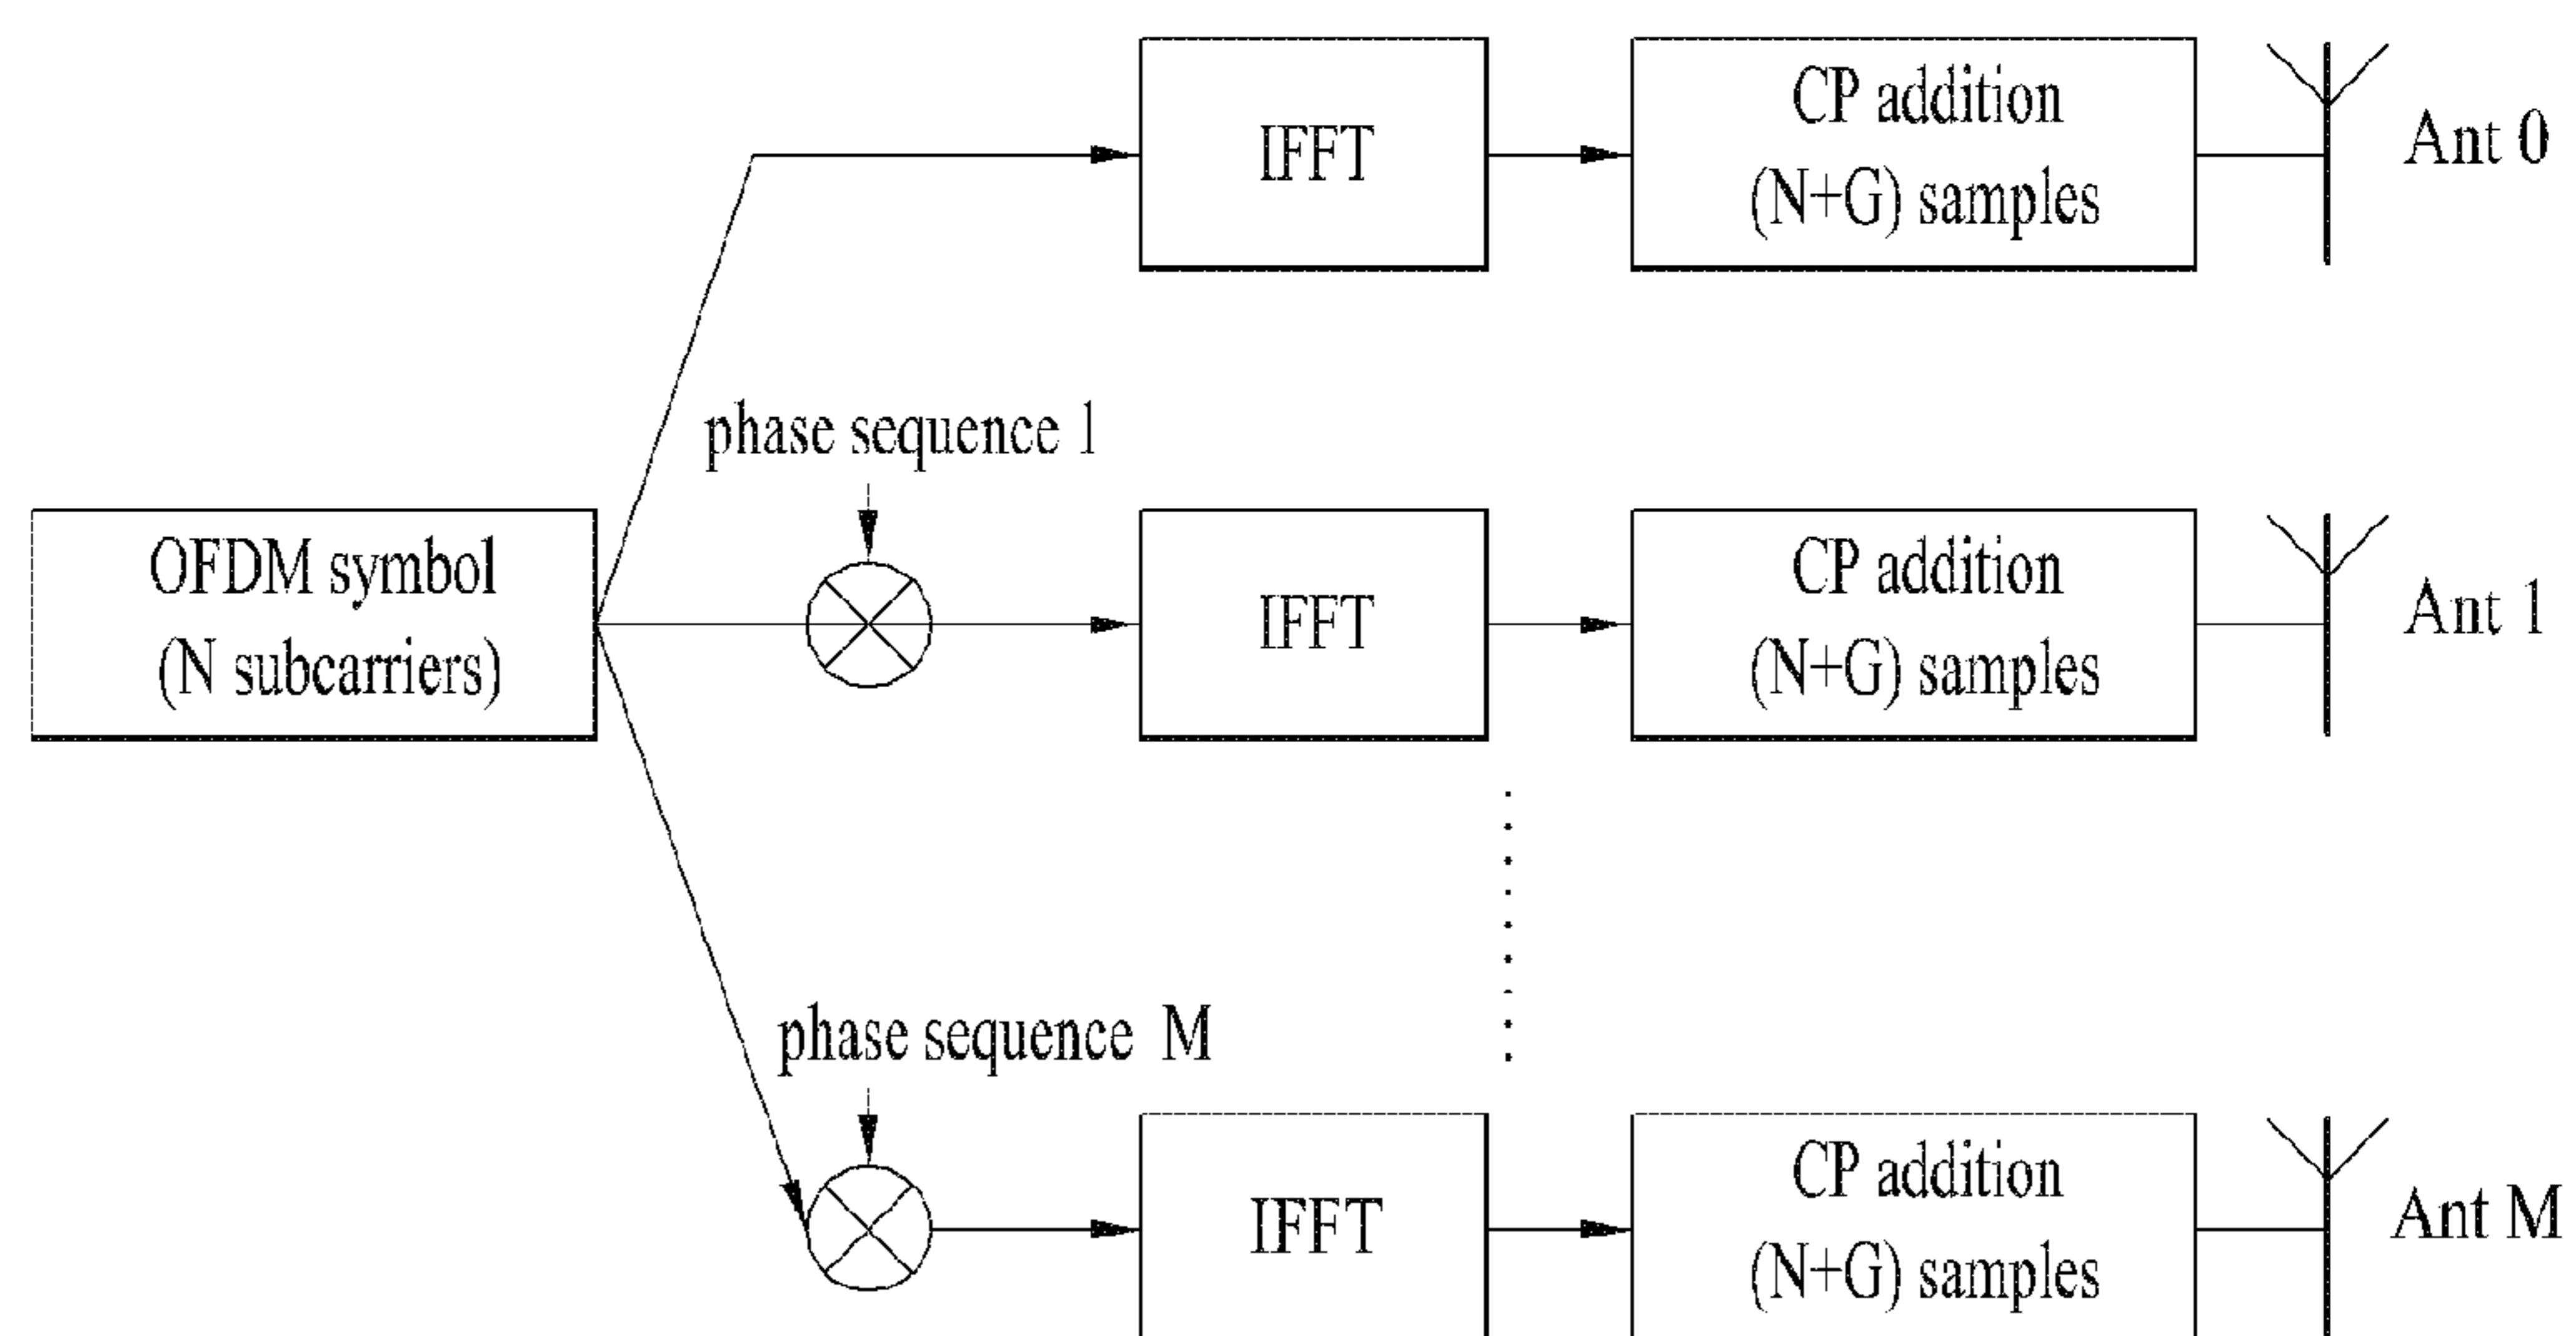 IFFT
CP addition
(N+G) samples
Ant 0
phase sequence 1
OFDM symbol
(N subcarriers)
IFFT
CP addition
(N+G) samples
Ant 1
phase sequence M
IFFT
CP addition
(N+G) samples
Ant M